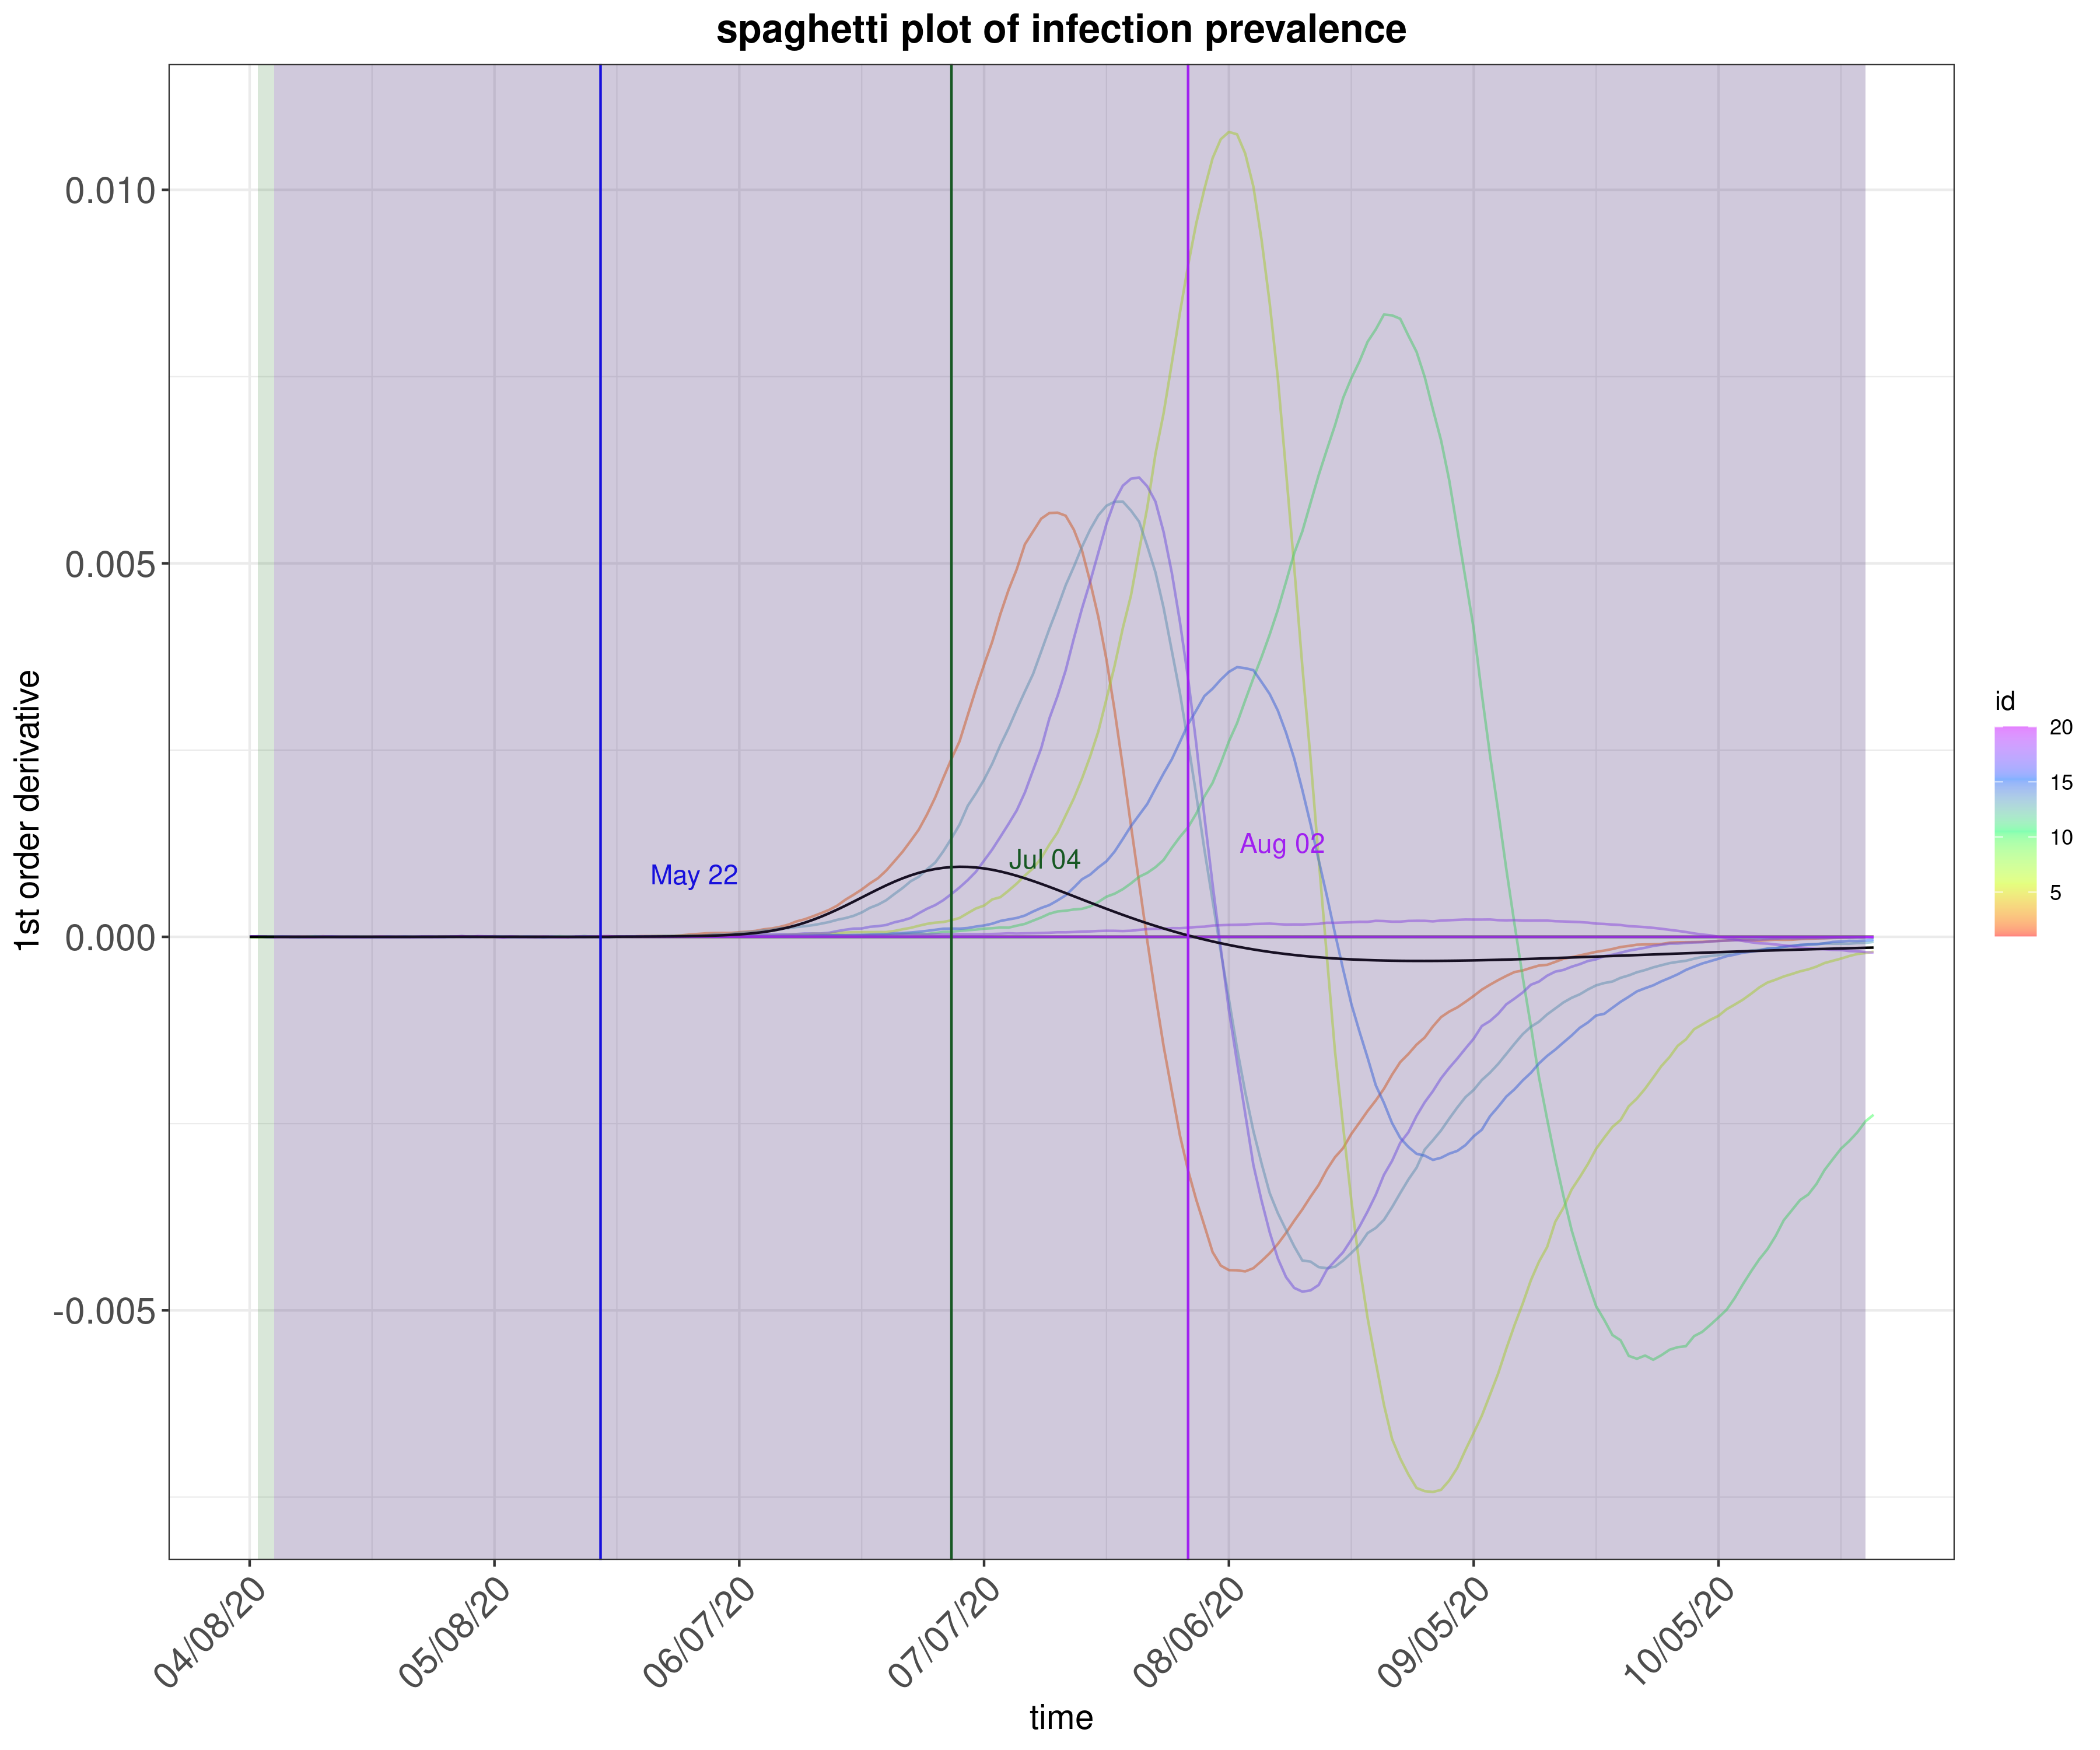 spaghetti plot of infection prevalence
1st order derivative
0.010
0.005
0.000
-0.005
May 22
Jul 04
Aug 02
id
20
15
10
5
04/08/20
05/08/20
06/07/20
07/07/20
08/06/20
09/05/20
10/05/20
time